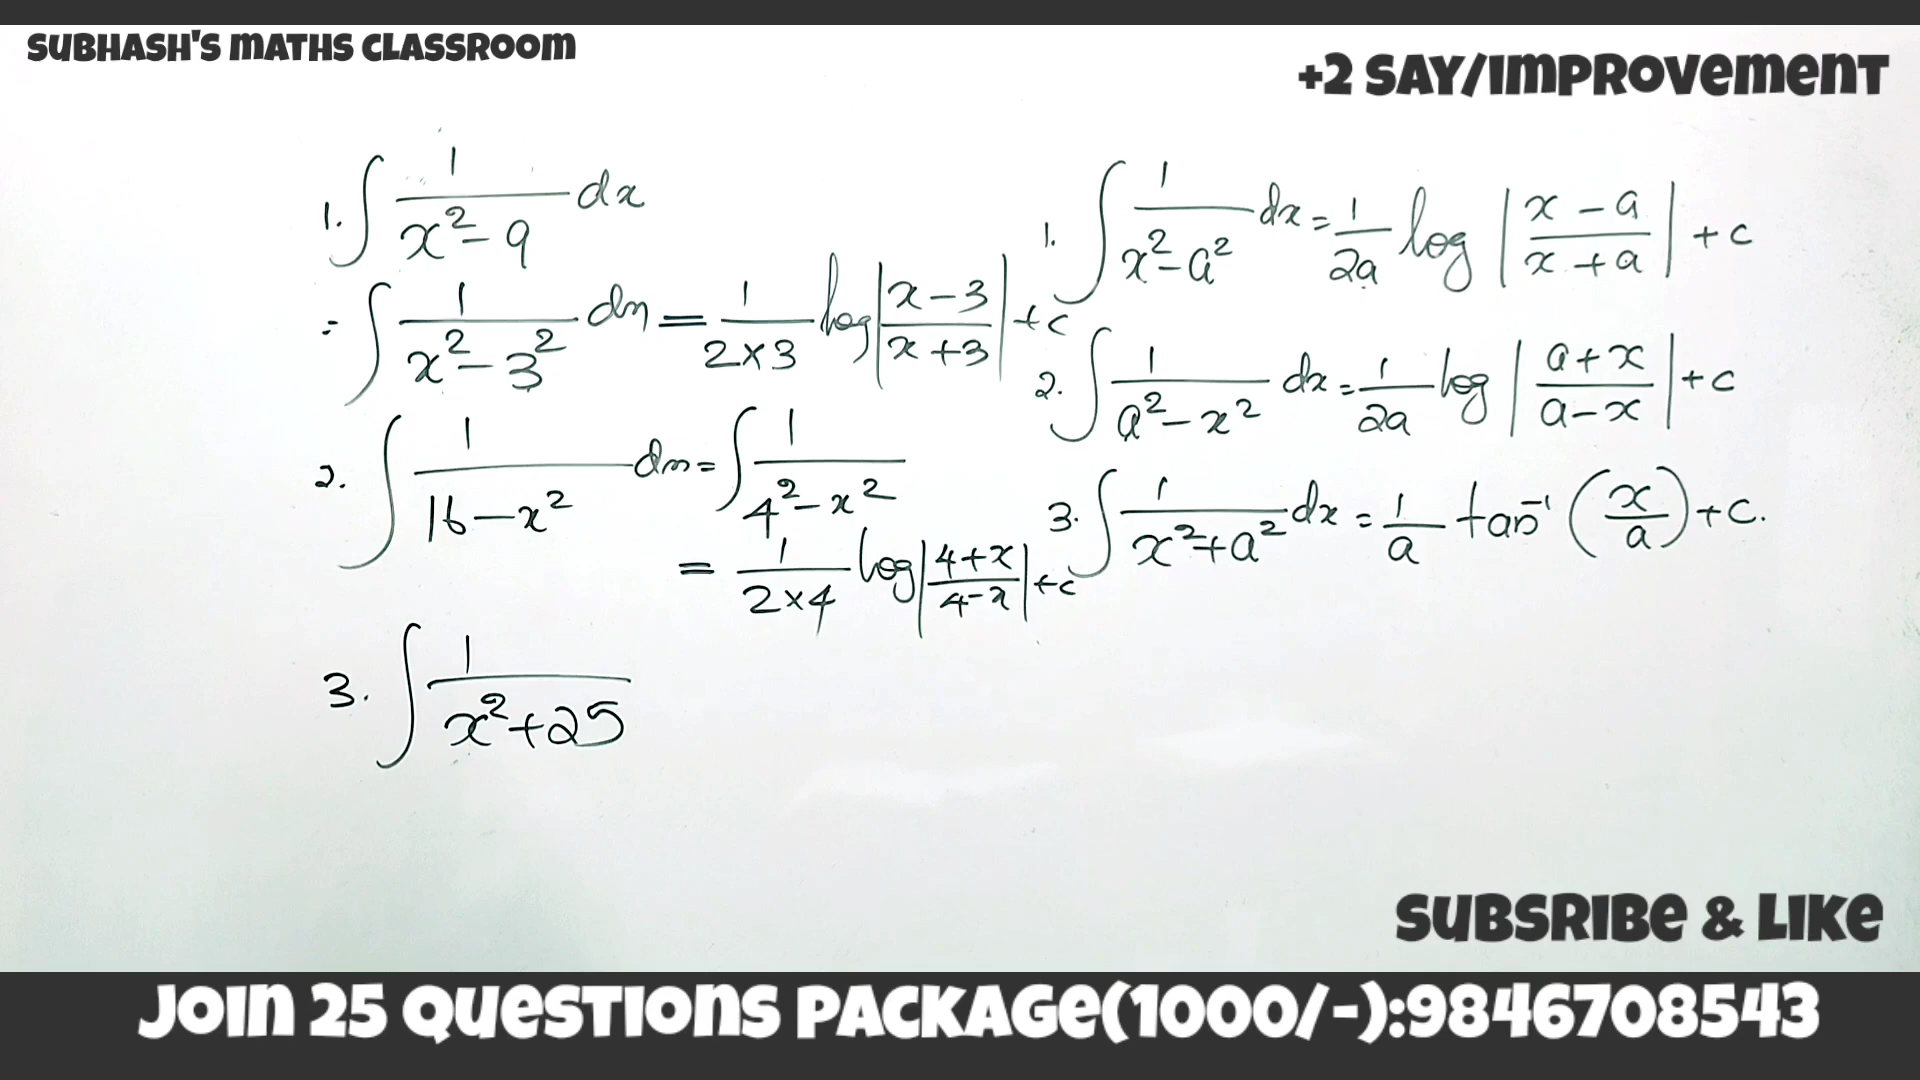 SUBHASH'S MATHS CLASSROOM
+2 SAY/IMPROVEMENT
1. ∫ 1/(x² - 9) dx
= ∫ 1/(x² - 3²) dx = 1/(2×3) log |(x-3)/(x+3)| + c
2. ∫ 1/(16 - x²) dx = ∫ 1/(4² - x²)
= 1/(2×4) log |(4+x)/(4-x)| + c
3. ∫ 1/(x² + 25)
1. ∫ 1/(x² - a²) dx = 1/(2a) log |(x - a)/(x + a)| + c
2. ∫ 1/(a² - x²) dx = 1/(2a) log |(a + x)/(a - x)| + c
3. ∫ 1/(x² + a²) dx = 1/a tan⁻¹ (x/a) + c.
SUBSRIBE & LIKE
JOIN 25 QUESTIONS PACKAGE(1000/-):9846708543